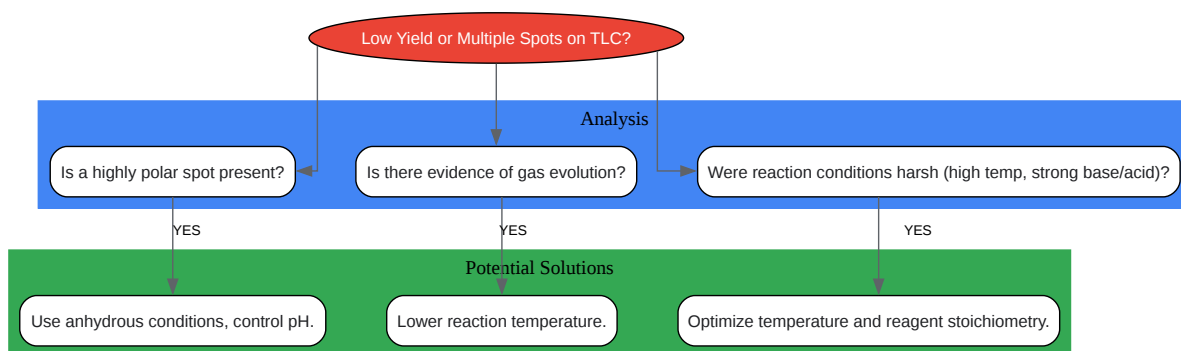 Low Yield or Multiple Spots on TLC?
Analysis
Is a highly polar spot present?
Is there evidence of gas evolution?
Were reaction conditions harsh (high temp, strong base/acid)?
YES
YES
YES
Potential Solutions
Use anhydrous conditions, control pH.
Lower reaction temperature.
Optimize temperature and reagent stoichiometry.